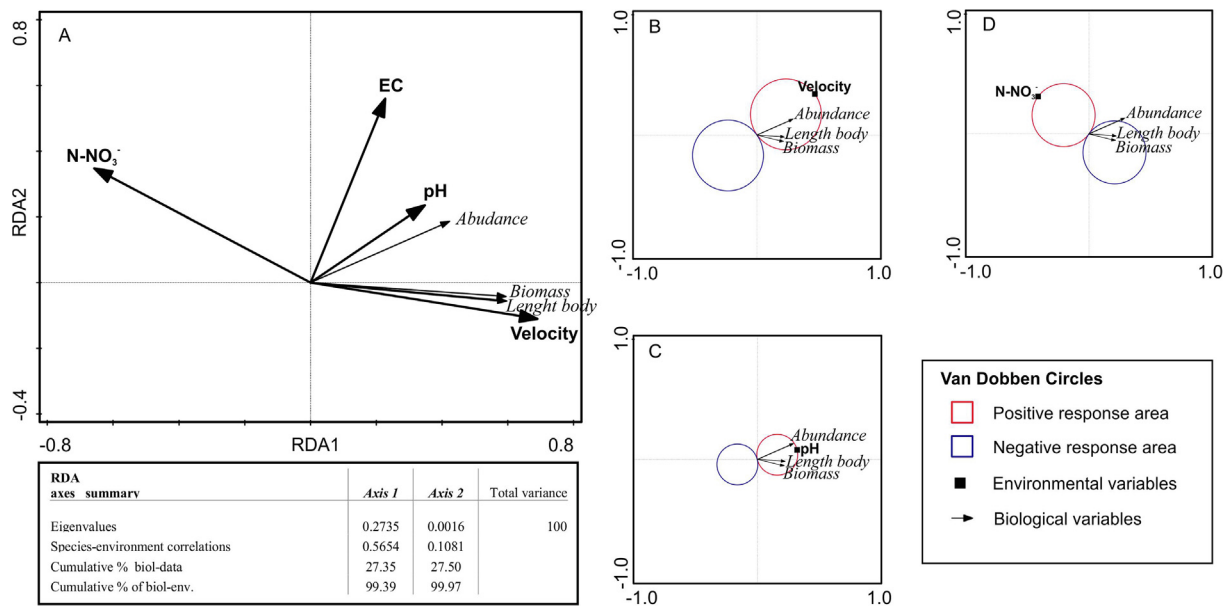 A
0.8
RDA2
-0.4
EC
N-NO3-
pH
Abudance
Biomass
Lenght body
Velocity
-0.8
RDA1
0.8
RDA
axes summary
Axis 1
Axis 2
Total variance
Eigenvalues
0.2735
0.0016
100
Species-environment correlations
0.5654
0.1081
Cumulative % biol-data
27.35
27.50
Cumulative % of biol-env.
99.39
99.97
B
1.0
Velocity
Abundance
Length body
Biomass
-1.0
-1.0
1.0
D
1.0
N-NO3-
Abundance
Length body
Biomass
-1.0
-1.0
1.0
C
1.0
Abundance
pH
Length body
Biomass
-1.0
-1.0
1.0
Van Dobben Circles
Positive response area
Negative response area
Environmental variables
Biological variables